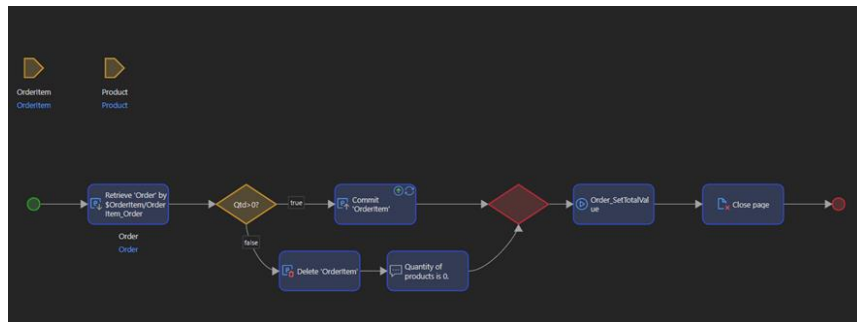 OrderItem
OrderItem
Product
Product
Retrieve 'Order' by
$OrderItem/Order
Item_Order
Order
Order
Qtd>0?
true
false
Commit
'OrderItem'
Delete 'OrderItem'
Quantity of
products is 0.
Order_SetTotalVal
ue
Close page